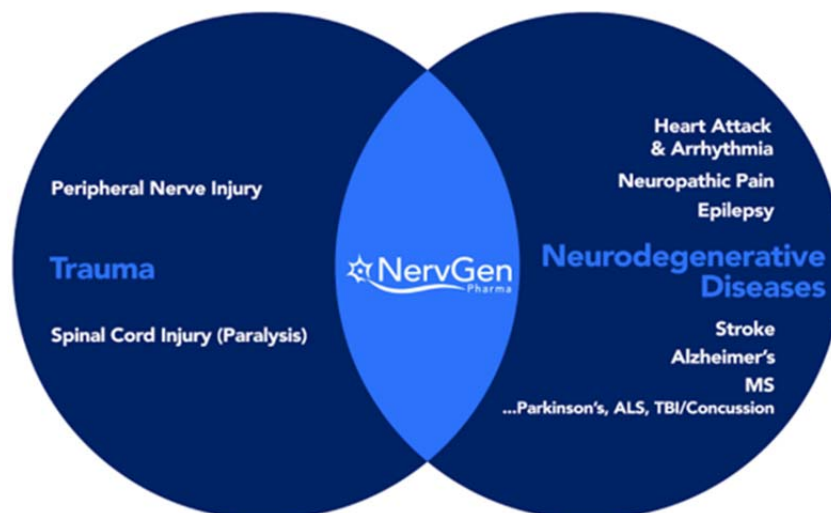 Peripheral Nerve Injury
Trauma
Spinal Cord Injury (Paralysis)
NervGen
Pharma
Heart Attack
& Arrhythmia
Neuropathic Pain
Epilepsy
Neurodegenerative
Diseases
Stroke
Alzheimer's
MS
...Parkinson's, ALS, TBI/Concussion